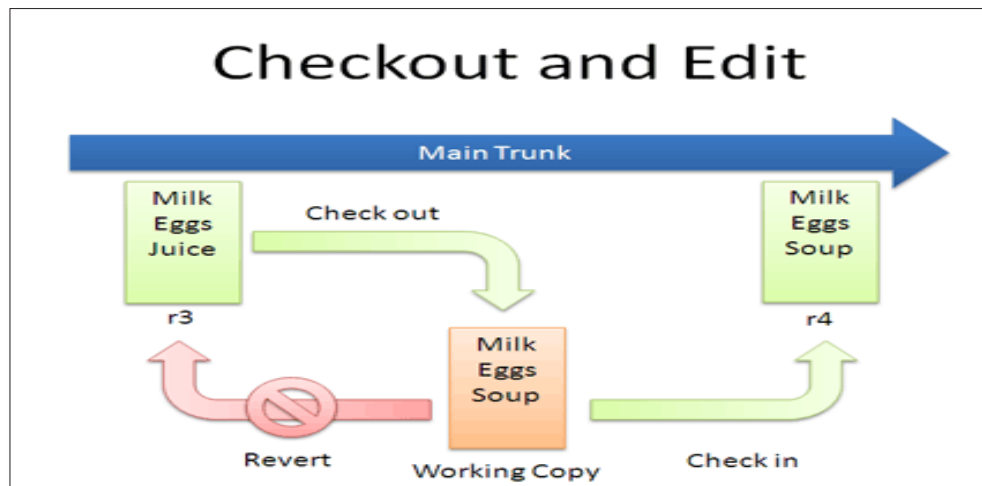 Checkout and Edit
Main Trunk
Milk
Eggs
Juice
r3
Check out
Milk
Eggs
Soup
r4
Milk
Eggs
Soup
Working Copy
Revert
Check in